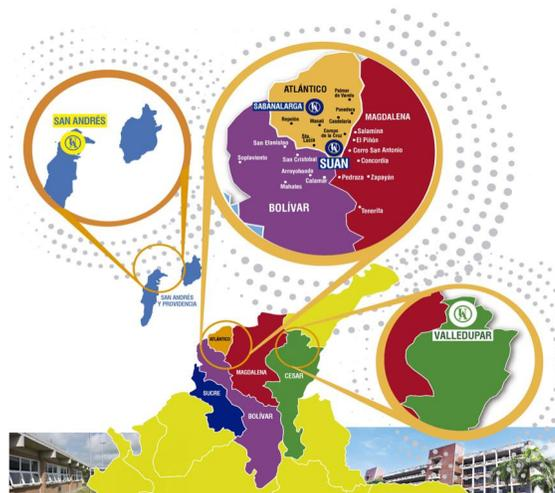 SAN ANDRÉS
ATLÁNTICO
Palmar
de Varela
SABANALARGA
Ponedera
Repelón
Manatí
Candelaria
MAGDALENA
Sta.
Lucía
Campo
de la Cruz
Salamina
El Piñón
San Estanislao
SUAN
Cerro San Antonio
Soplaviento
San Cristobal
Concordia
Arroyohondo
Calamar
Pedraza
Zapayán
Mahates
BOLÍVAR
Tenerife
SAN ANDRÉS
Y PROVIDENCIA
VALLEDUPAR
ATLÁNTICO
MAGDALENA
CESAR
SUCRE
BOLÍVAR